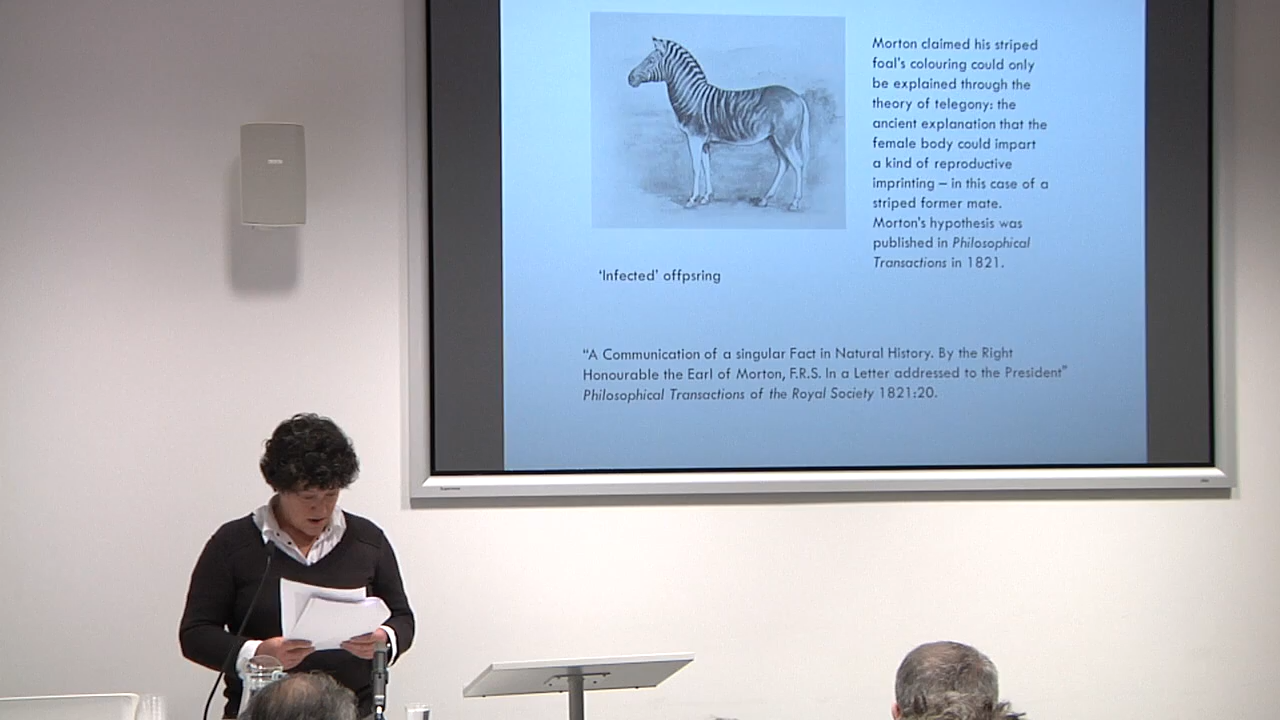 Morton claimed his striped
foal's colouring could only
be explained through the
theory of telegony: the
ancient explanation that the
female body could impart
a kind of reproductive
imprinting – in this case of a
striped former mate.
Morton's hypothesis was
published in Philosophical
Transactions in 1821.
'Infected' offpsring
"A Communication of a singular Fact in Natural History. By the Right
Honourable the Earl of Morton, F.R.S. In a Letter addressed to the President"
Philosophical Transactions of the Royal Society 1821:20.